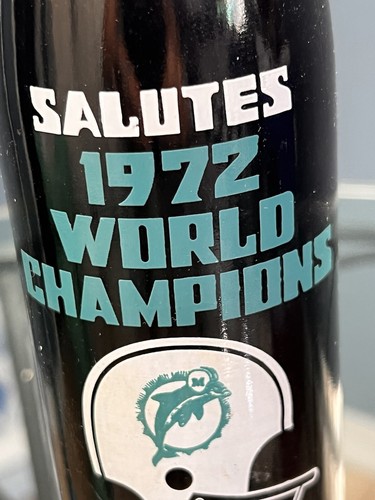 SALUTES
1972
WORLD
CHAMPIONS
M